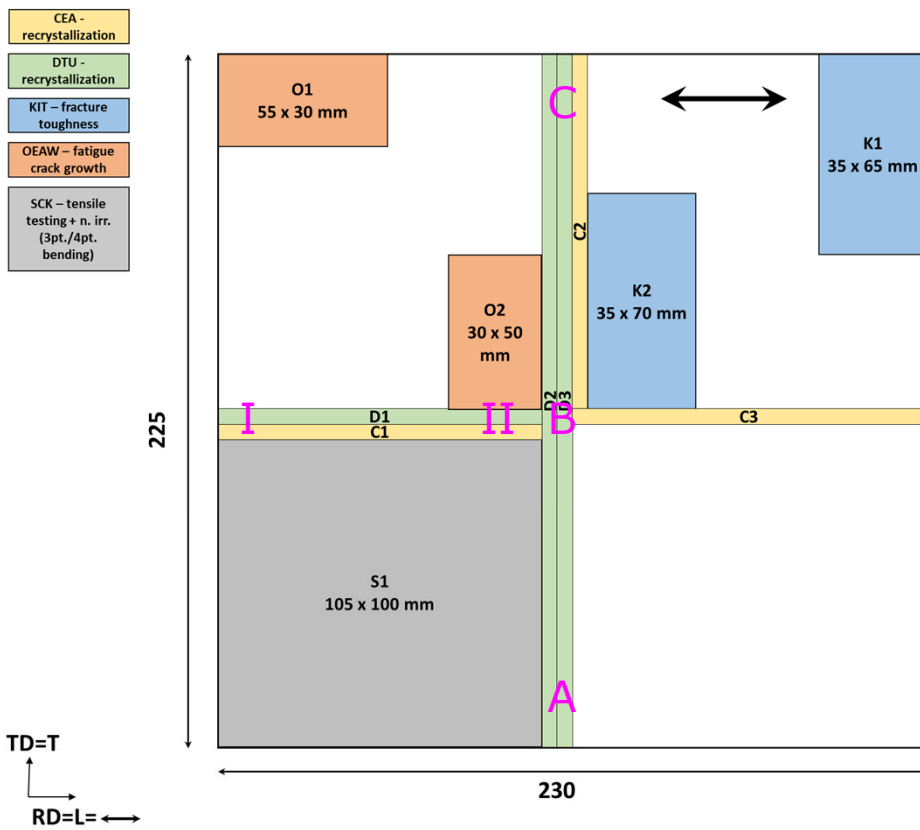 CEA -
recrystallization
DTU -
recrystallization
KIT – fracture
toughness
OEAW – fatigue
crack growth
SCK – tensile
testing + n. irr.
(3pt./4pt.
bending)
O1
55 x 30 mm
C
K1
35 x 65 mm
C2
K2
35 x 70 mm
O2
30 x 50
mm
D2
D3
I
D1
II
B
C3
C1
225
S1
105 x 100 mm
A
TD=T
RD=L=
230